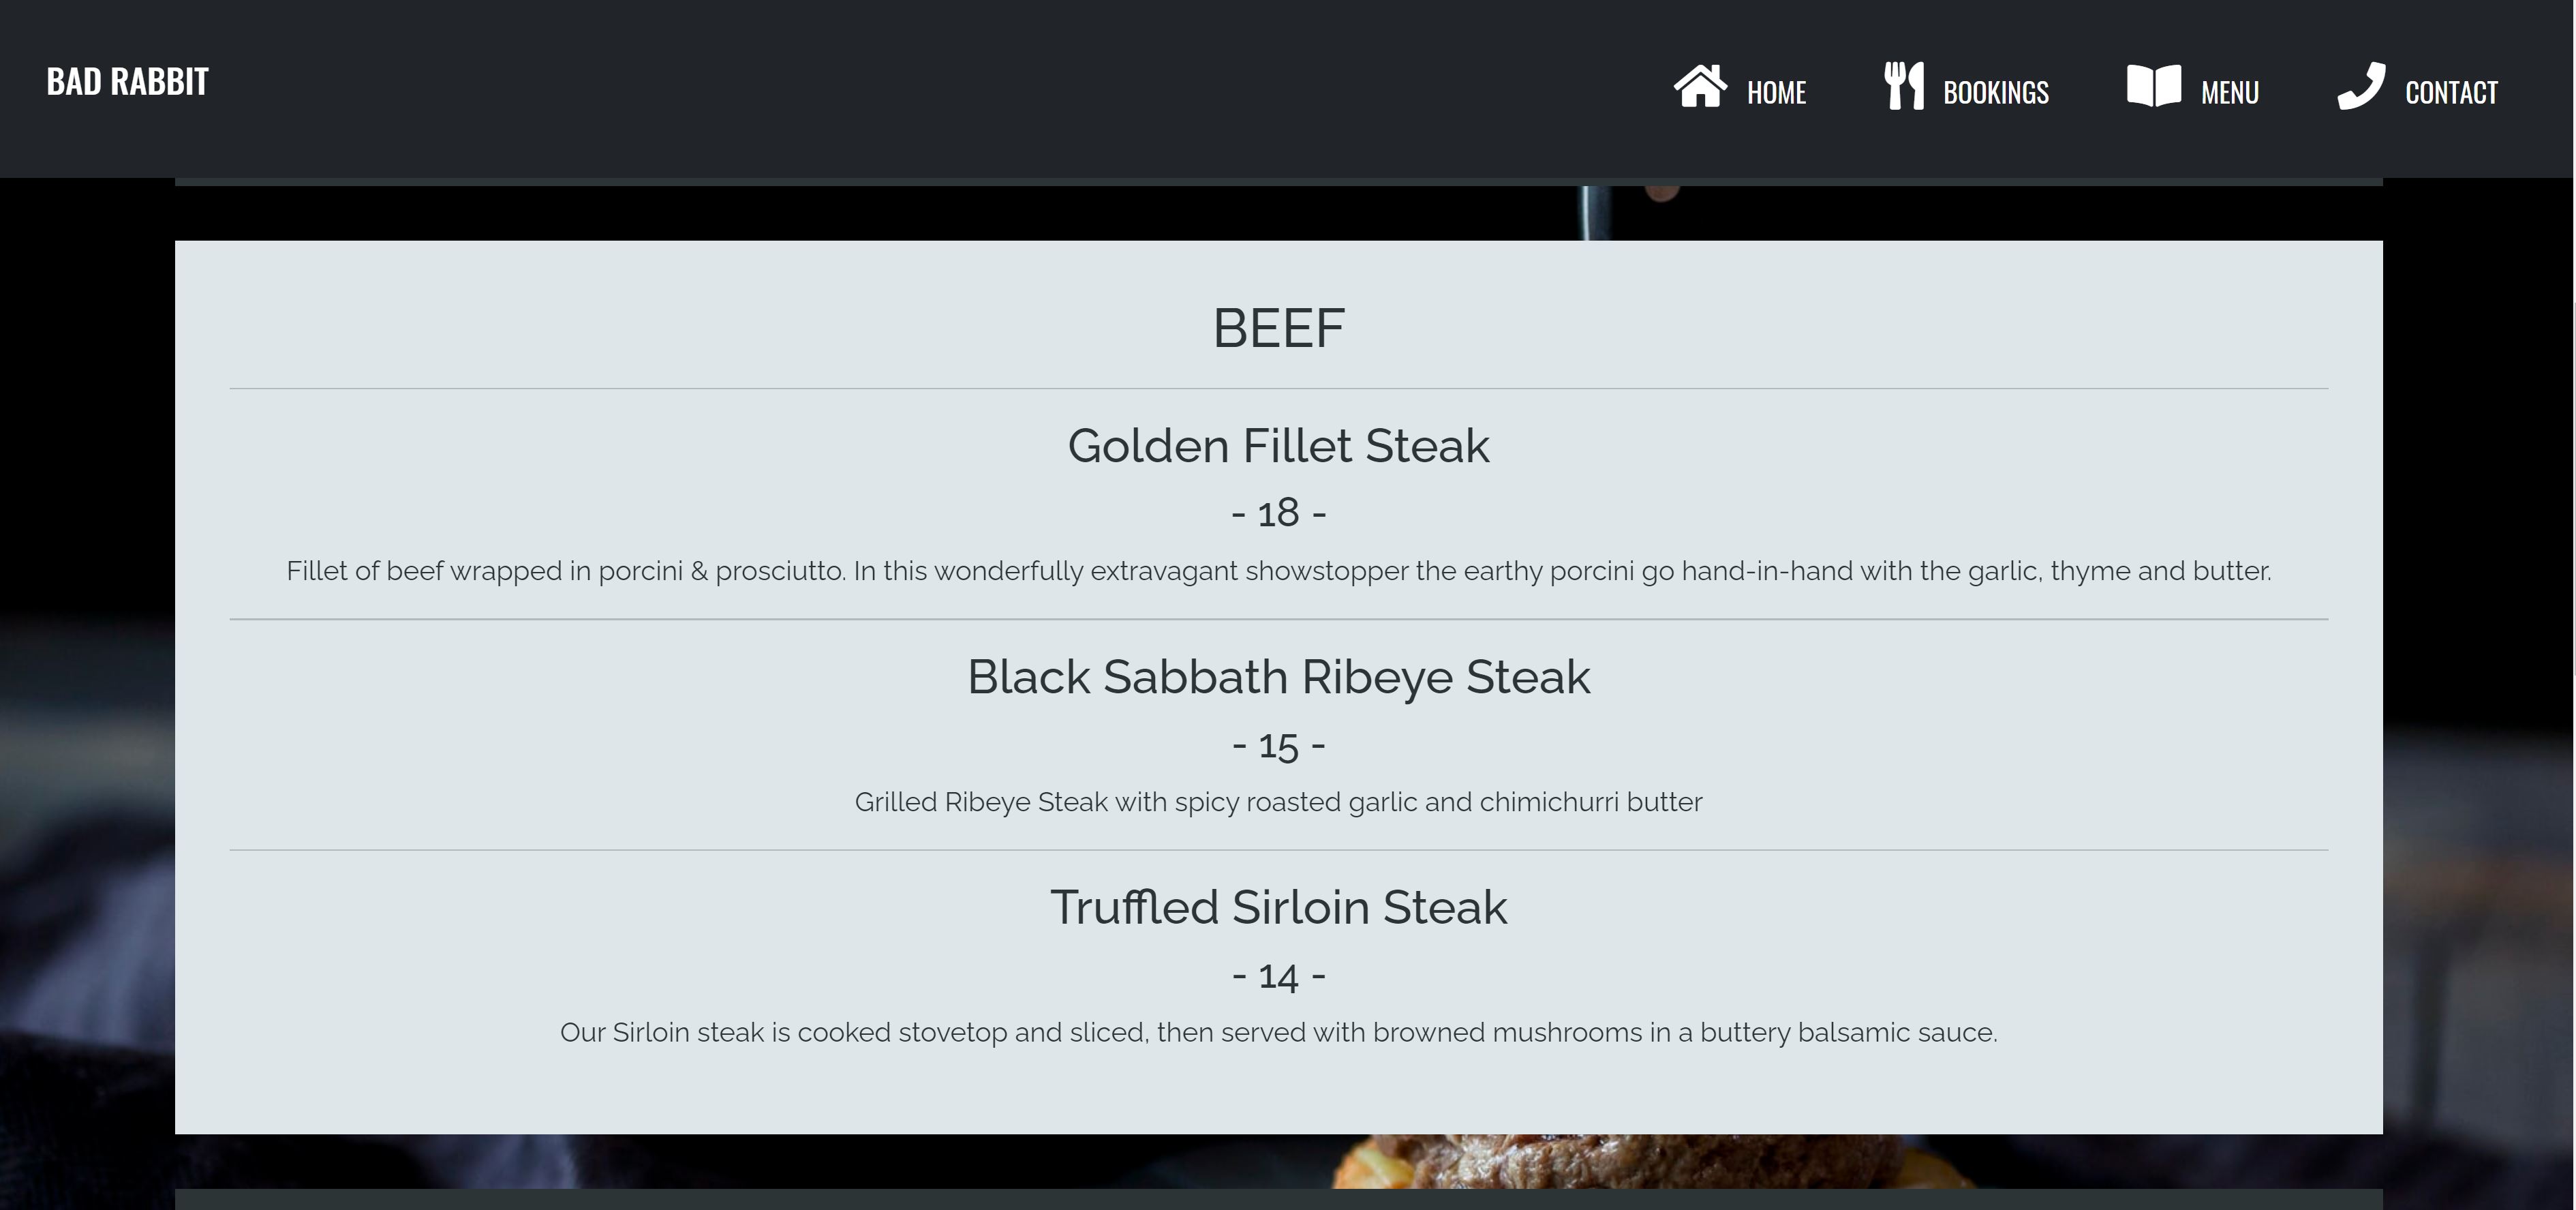 BAD RABBIT
HOME
BOOKINGS
MENU
CONTACT
BEEF
Golden Fillet Steak
- 18 -
Fillet of beef wrapped in porcini & prosciutto. In this wonderfully extravagant showstopper the earthy porcini go hand-in-hand with the garlic, thyme and butter.
Black Sabbath Ribeye Steak
- 15 -
Grilled Ribeye Steak with spicy roasted garlic and chimichurri butter
Truffled Sirloin Steak
- 14 -
Our Sirloin steak is cooked stovetop and sliced, then served with browned mushrooms in a buttery balsamic sauce.